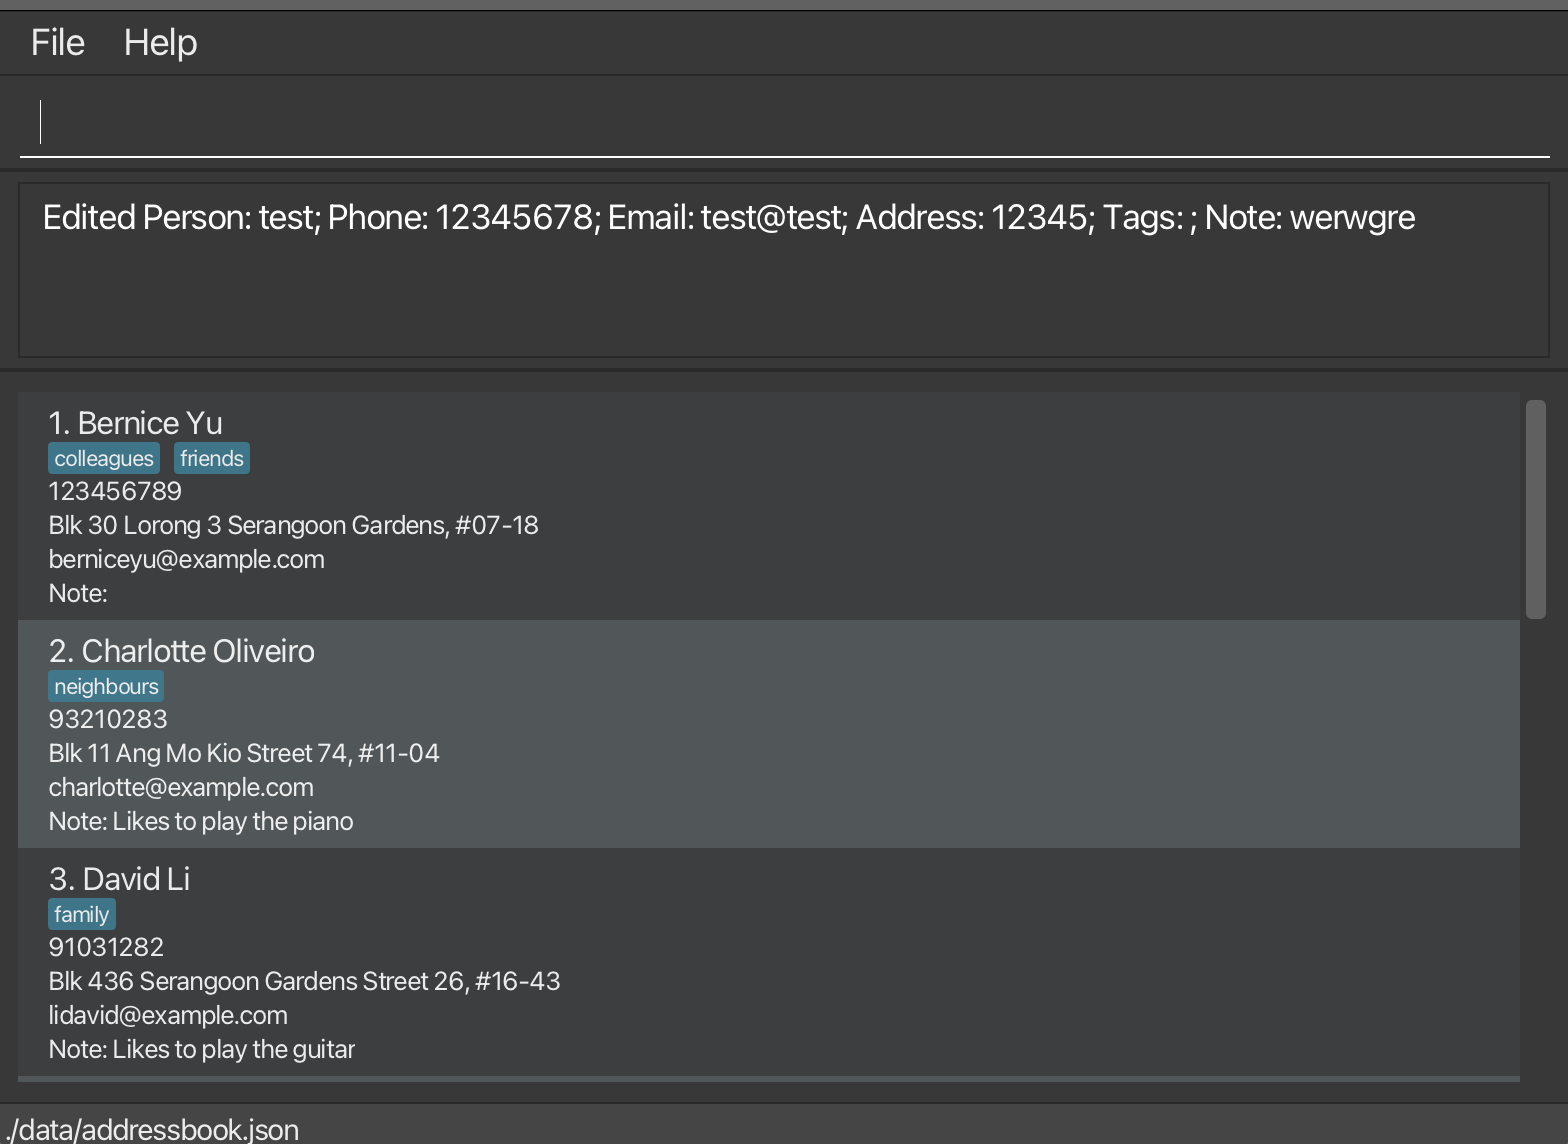 File Help
Edited Person: test; Phone: 12345678; Email: test@test; Address: 12345; Tags: ; Note: werwgre
1. Bernice Yu
colleagues friends
123456789
Blk 30 Lorong 3 Serangoon Gardens, #07-18
berniceyu@example.com
Note:
2. Charlotte Oliveiro
neighbours
93210283
Blk 11 Ang Mo Kio Street 74, #11-04
charlotte@example.com
Note: Likes to play the piano
3. David Li
family
91031282
Blk 436 Serangoon Gardens Street 26, #16-43
lidavid@example.com
Note: Likes to play the guitar
./data/addressbook.json